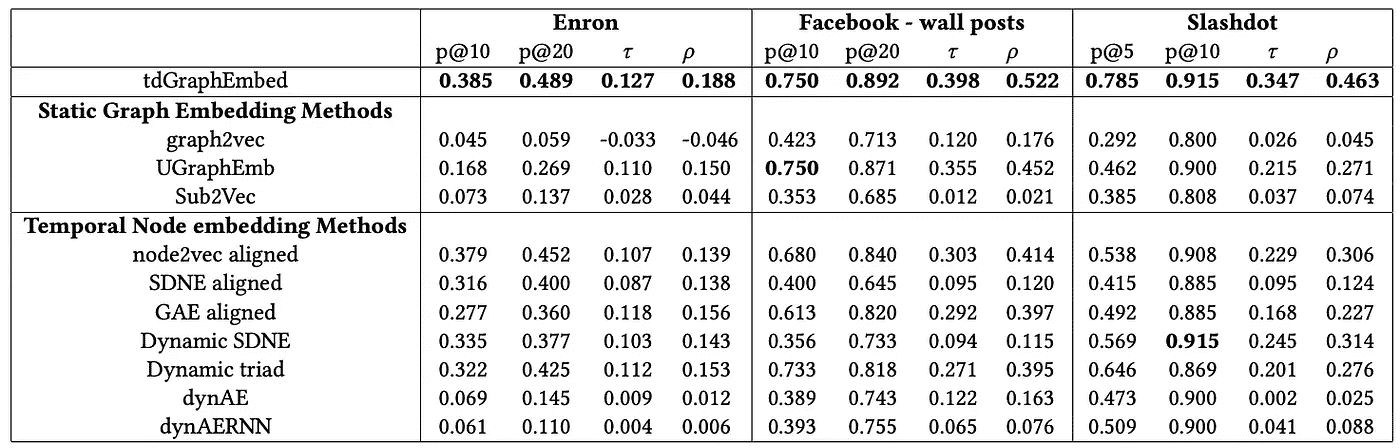 Enron Facebook - wall posts Slashdot
p@10 p@20 τ ρ p@10 p@20 τ ρ p@5 p@10 τ ρ
tdGraphEmbed 0.385 0.489 0.127 0.188 0.750 0.892 0.398 0.522 0.785 0.915 0.347 0.463
Static Graph Embedding Methods
graph2vec 0.045 0.059 -0.033 -0.046 0.423 0.713 0.120 0.176 0.292 0.800 0.026 0.045
UGraphEmb 0.168 0.269 0.110 0.150 0.750 0.871 0.355 0.452 0.462 0.900 0.215 0.271
Sub2Vec 0.073 0.137 0.028 0.044 0.353 0.685 0.012 0.021 0.385 0.808 0.037 0.074
Temporal Node embedding Methods
node2vec aligned 0.379 0.452 0.107 0.139 0.680 0.840 0.303 0.414 0.538 0.908 0.229 0.306
SDNE aligned 0.316 0.400 0.087 0.138 0.400 0.645 0.095 0.120 0.415 0.885 0.095 0.124
GAE aligned 0.277 0.360 0.118 0.156 0.613 0.820 0.292 0.397 0.492 0.885 0.168 0.227
Dynamic SDNE 0.335 0.377 0.103 0.143 0.356 0.733 0.094 0.115 0.569 0.915 0.245 0.314
Dynamic triad 0.322 0.425 0.112 0.153 0.733 0.818 0.271 0.395 0.646 0.869 0.201 0.276
dynAE 0.069 0.145 0.009 0.012 0.389 0.743 0.122 0.163 0.473 0.900 0.002 0.025
dynAERNN 0.061 0.110 0.004 0.006 0.393 0.755 0.065 0.076 0.509 0.900 0.041 0.088